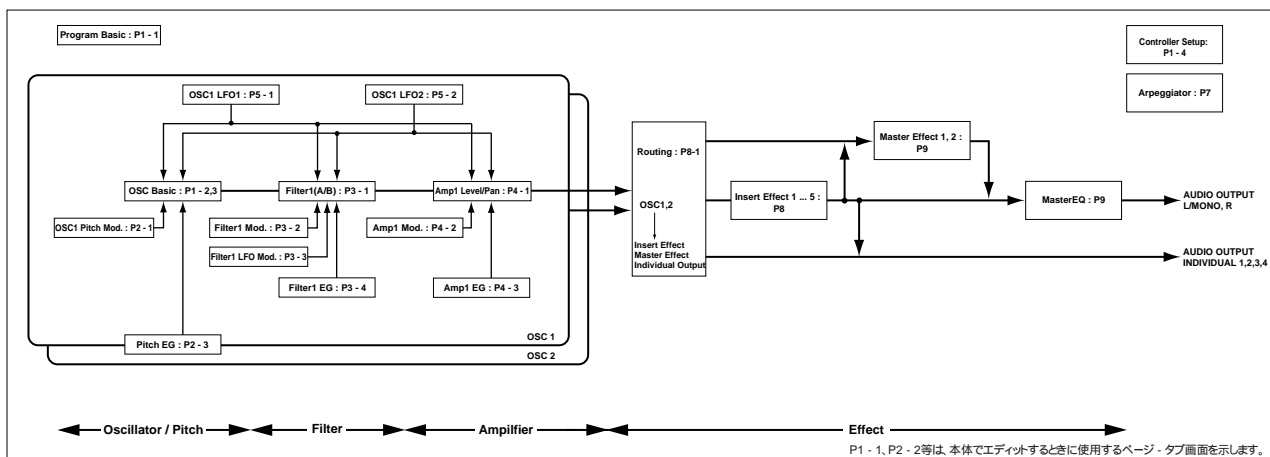 Program Basic : P1 - 1
Controller Setup:
P1 - 4
Arpeggiator : P7
OSC1 LFO1 : P5 - 1
OSC1 LFO2 : P5 - 2
OSC Basic : P1 - 2,3
Filter1(A/B) : P3 - 1
Amp1 Level/Pan : P4 - 1
OSC1 Pitch Mod. : P2 - 1
Filter1 Mod. : P3 - 2
Amp1 Mod. : P4 - 2
Filter1 LFO Mod. : P3 - 3
Filter1 EG : P3 - 4
Amp1 EG : P4 - 3
Pitch EG : P2 - 3
OSC 1
OSC 2
Routing : P8-1
OSC1,2
Insert Effect
Master Effect
Individual Output
Insert Effect 1 ... 5 :
P8
Master Effect 1, 2 :
P9
MasterEQ : P9
AUDIO OUTPUT
L/MONO, R
AUDIO OUTPUT
INDIVIDUAL 1,2,3,4
Oscillator / Pitch
Filter
Ampilfier
Effect
P1 - 1、P2 - 2等は、本体でエディットするときに使用するページ - タブ画面を示します。